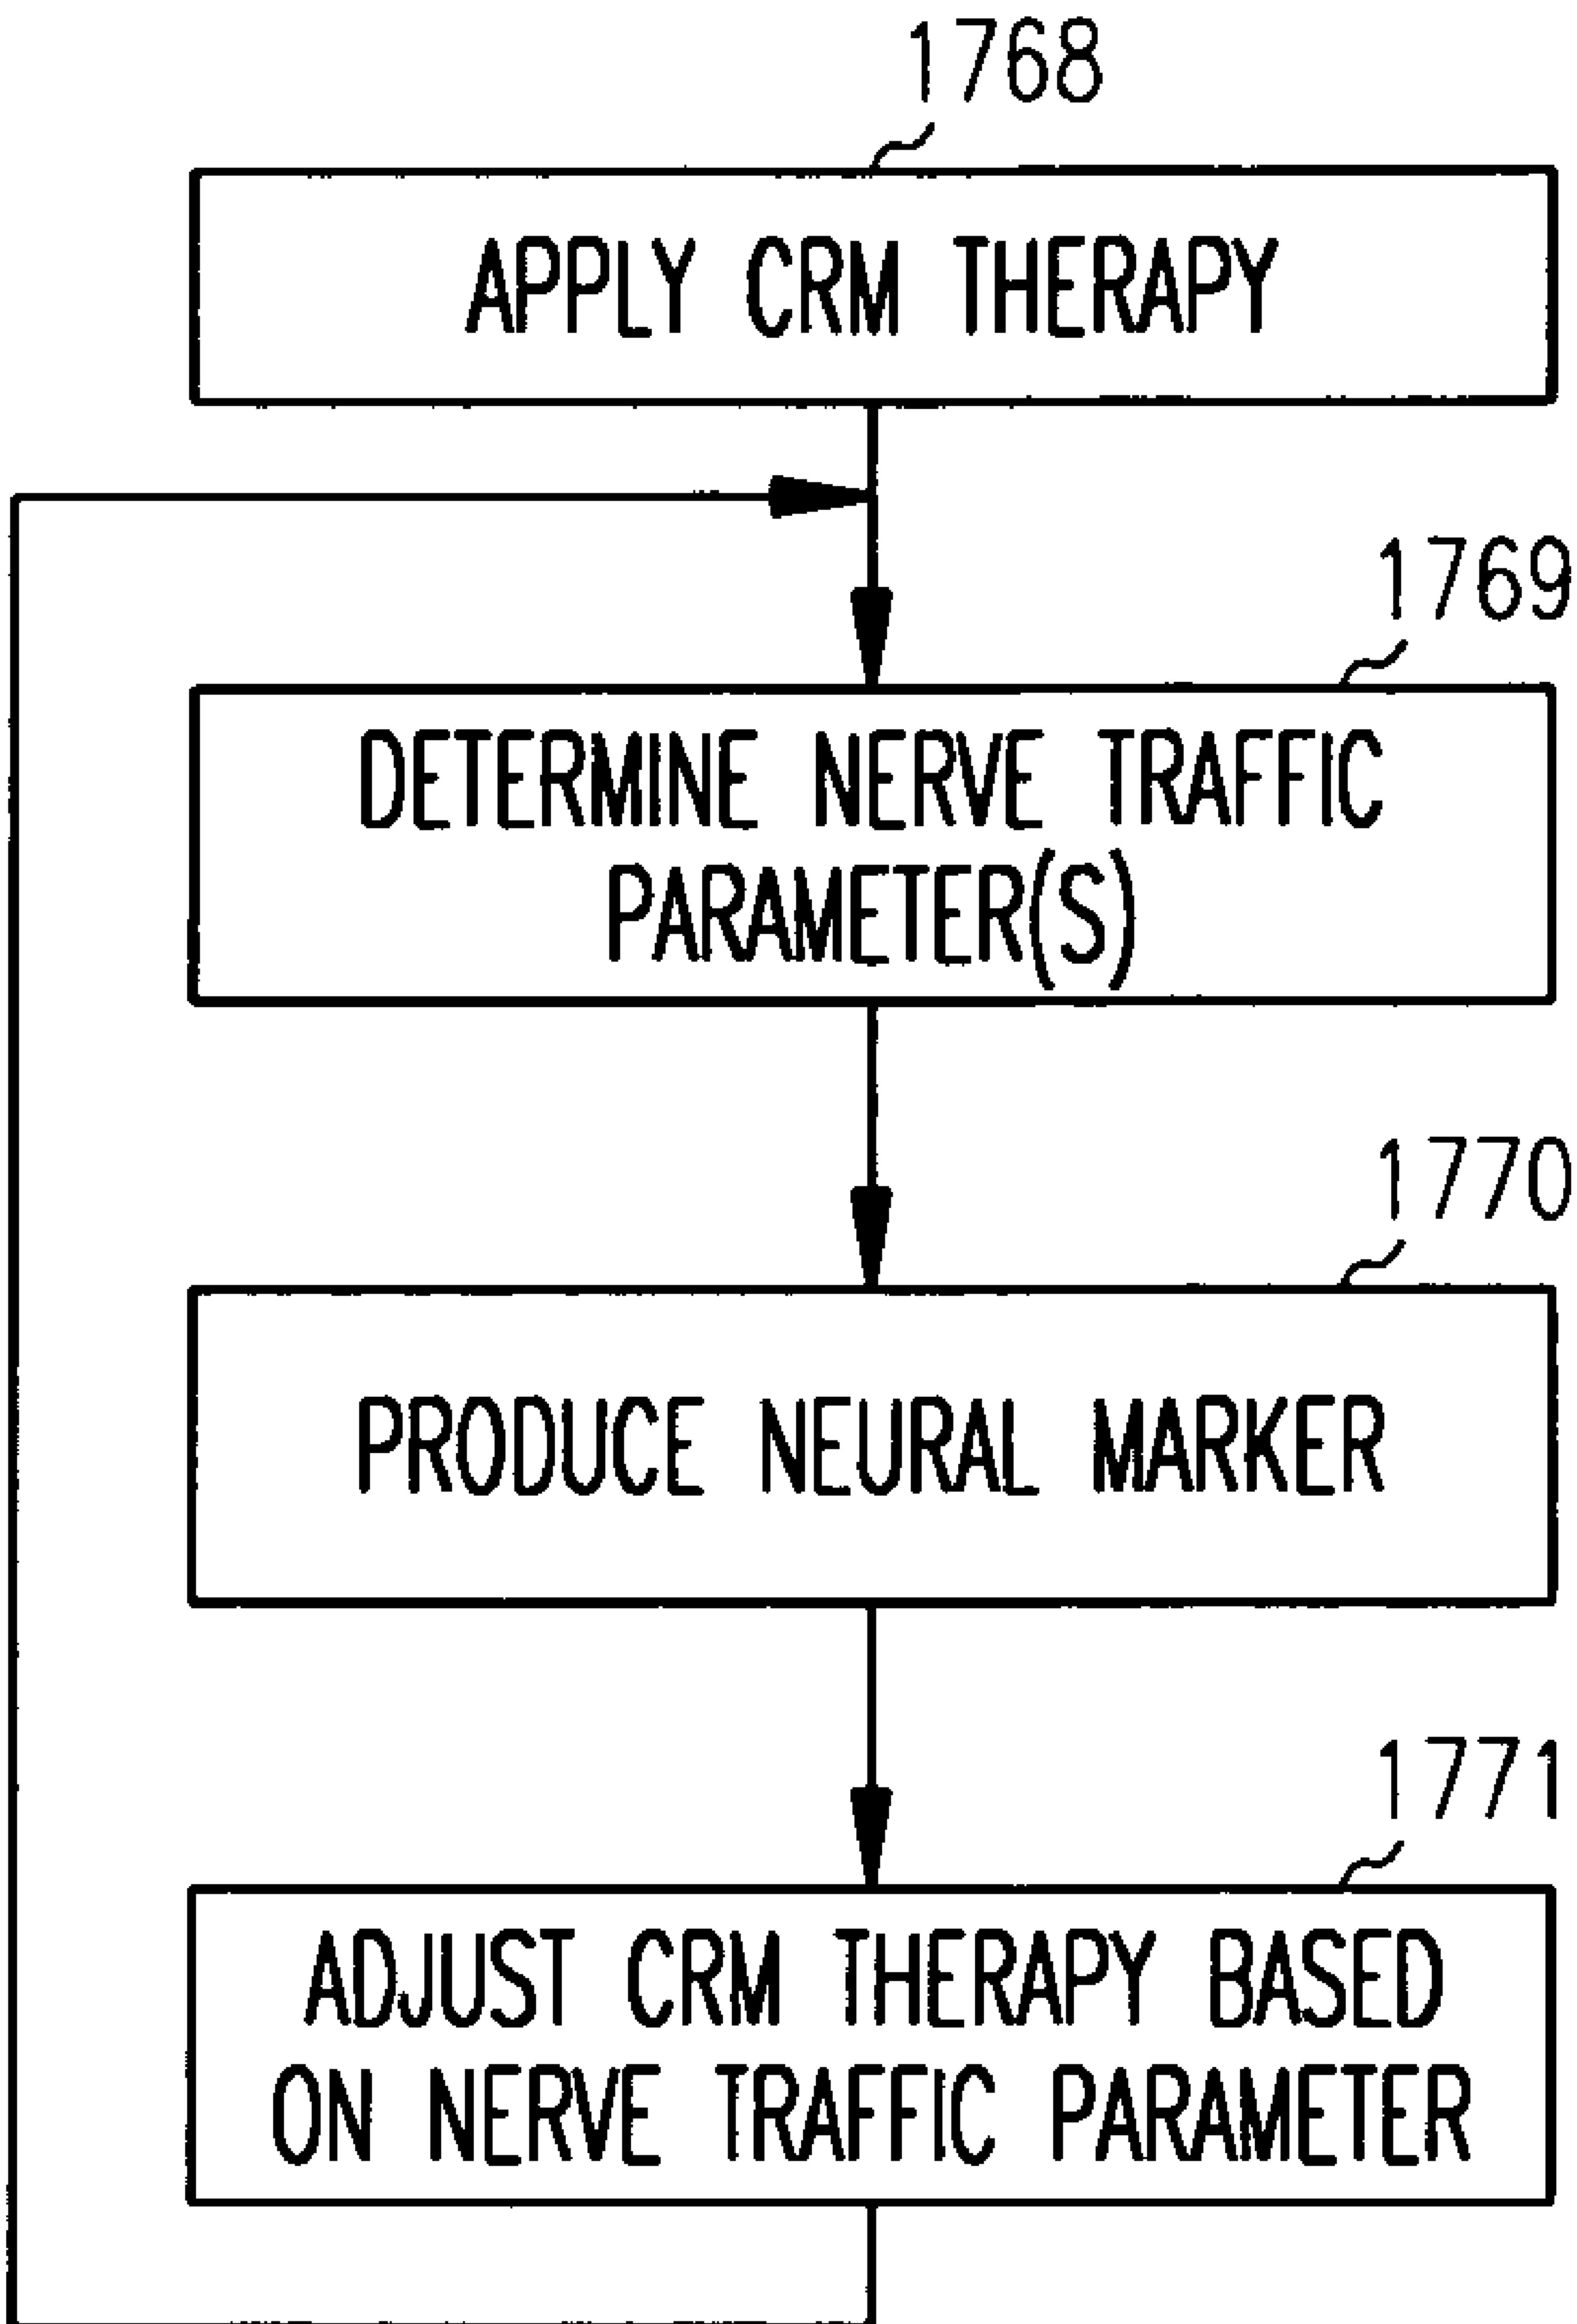 1768
APPLY CRM THERAPY
1769
DETERMINE NERVE TRAFFIC
PARAMETER(S)
1770
PRODUCE NEURAL MARKER
1771
ADJUST CRM THERAPY BASED
ON NERVE TRAFFIC PARAMETER